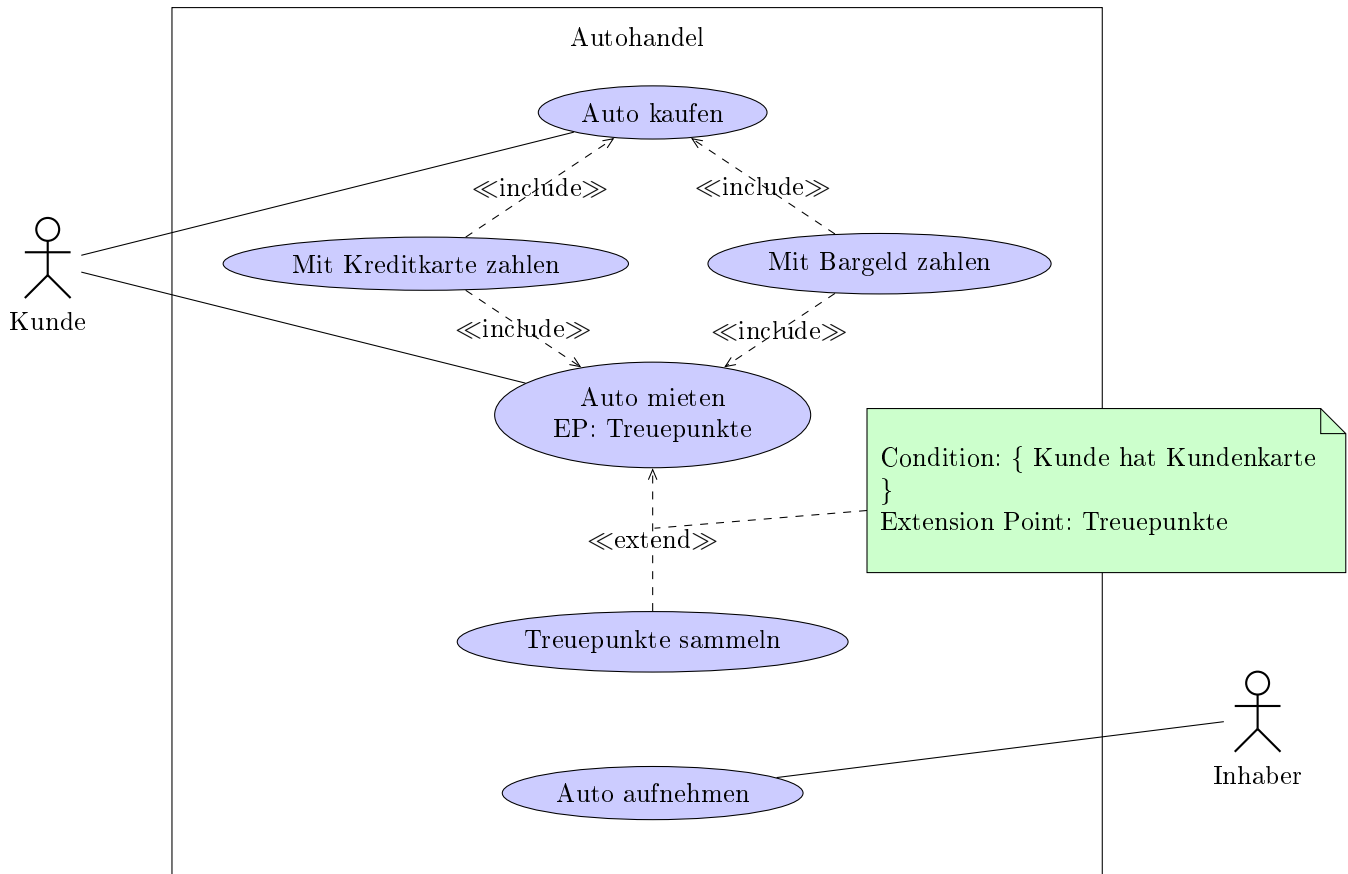 Autohandel
Auto kaufen
≪include≫
≪include≫
Mit Kreditkarte zahlen
Mit Bargeld zahlen
Kunde
≪include≫
≪include≫
Auto mieten
EP: Treuepunkte
Condition: { Kunde hat Kundenkarte
}
Extension Point: Treuepunkte
≪extend≫
Treuepunkte sammeln
Inhaber
Auto aufnehmen